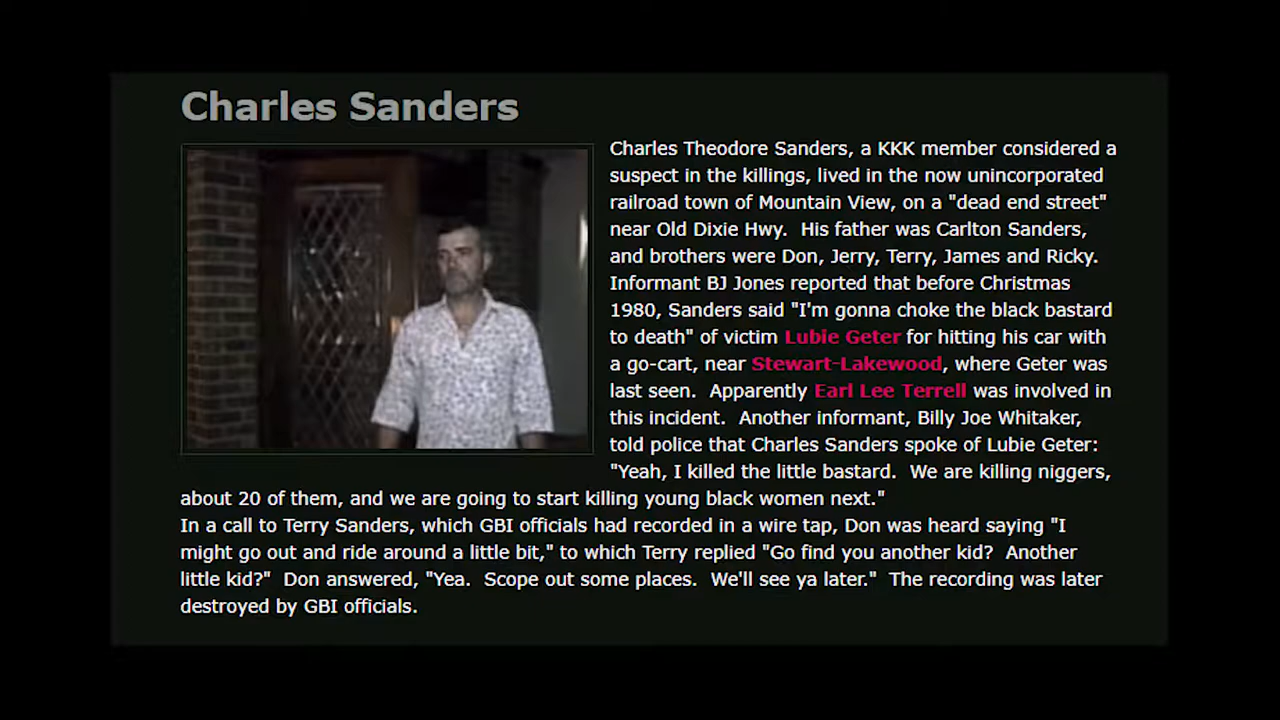 Charles Sanders
Charles Theodore Sanders, a KKK member considered a
suspect in the killings, lived in the now unincorporated
railroad town of Mountain View, on a "dead end street"
near Old Dixie Hwy.  His father was Carlton Sanders,
and brothers were Don, Jerry, Terry, James and Ricky.
Informant BJ Jones reported that before Christmas
1980, Sanders said "I'm gonna choke the black bastard
to death" of victim Lubie Geter for hitting his car with
a go-cart, near Stewart-Lakewood, where Geter was
last seen.  Apparently Earl Lee Terrell was involved in
this incident.  Another informant, Billy Joe Whitaker,
told police that Charles Sanders spoke of Lubie Geter:
"Yeah, I killed the little bastard.  We are killing niggers,
about 20 of them, and we are going to start killing young black women next."
In a call to Terry Sanders, which GBI officials had recorded in a wire tap, Don was heard saying "I
might go out and ride around a little bit," to which Terry replied "Go find you another kid?  Another
little kid?"  Don answered, "Yea.  Scope out some places.  We'll see ya later."  The recording was later
destroyed by GBI officials.